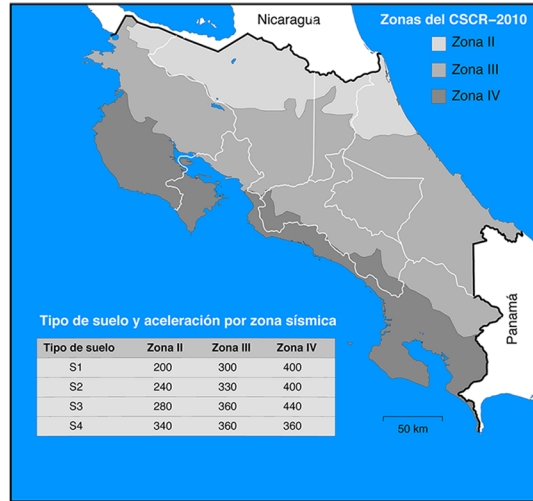 Nicaragua
Zonas del CSCR–2010
Zona II
Zona III
Zona IV
Panamá
Tipo de suelo y aceleración por zona sísmica
Tipo de suelo Zona II Zona III Zona IV
S1 200 300 400
S2 240 330 400
S3 280 360 440
S4 340 360 360
50 km